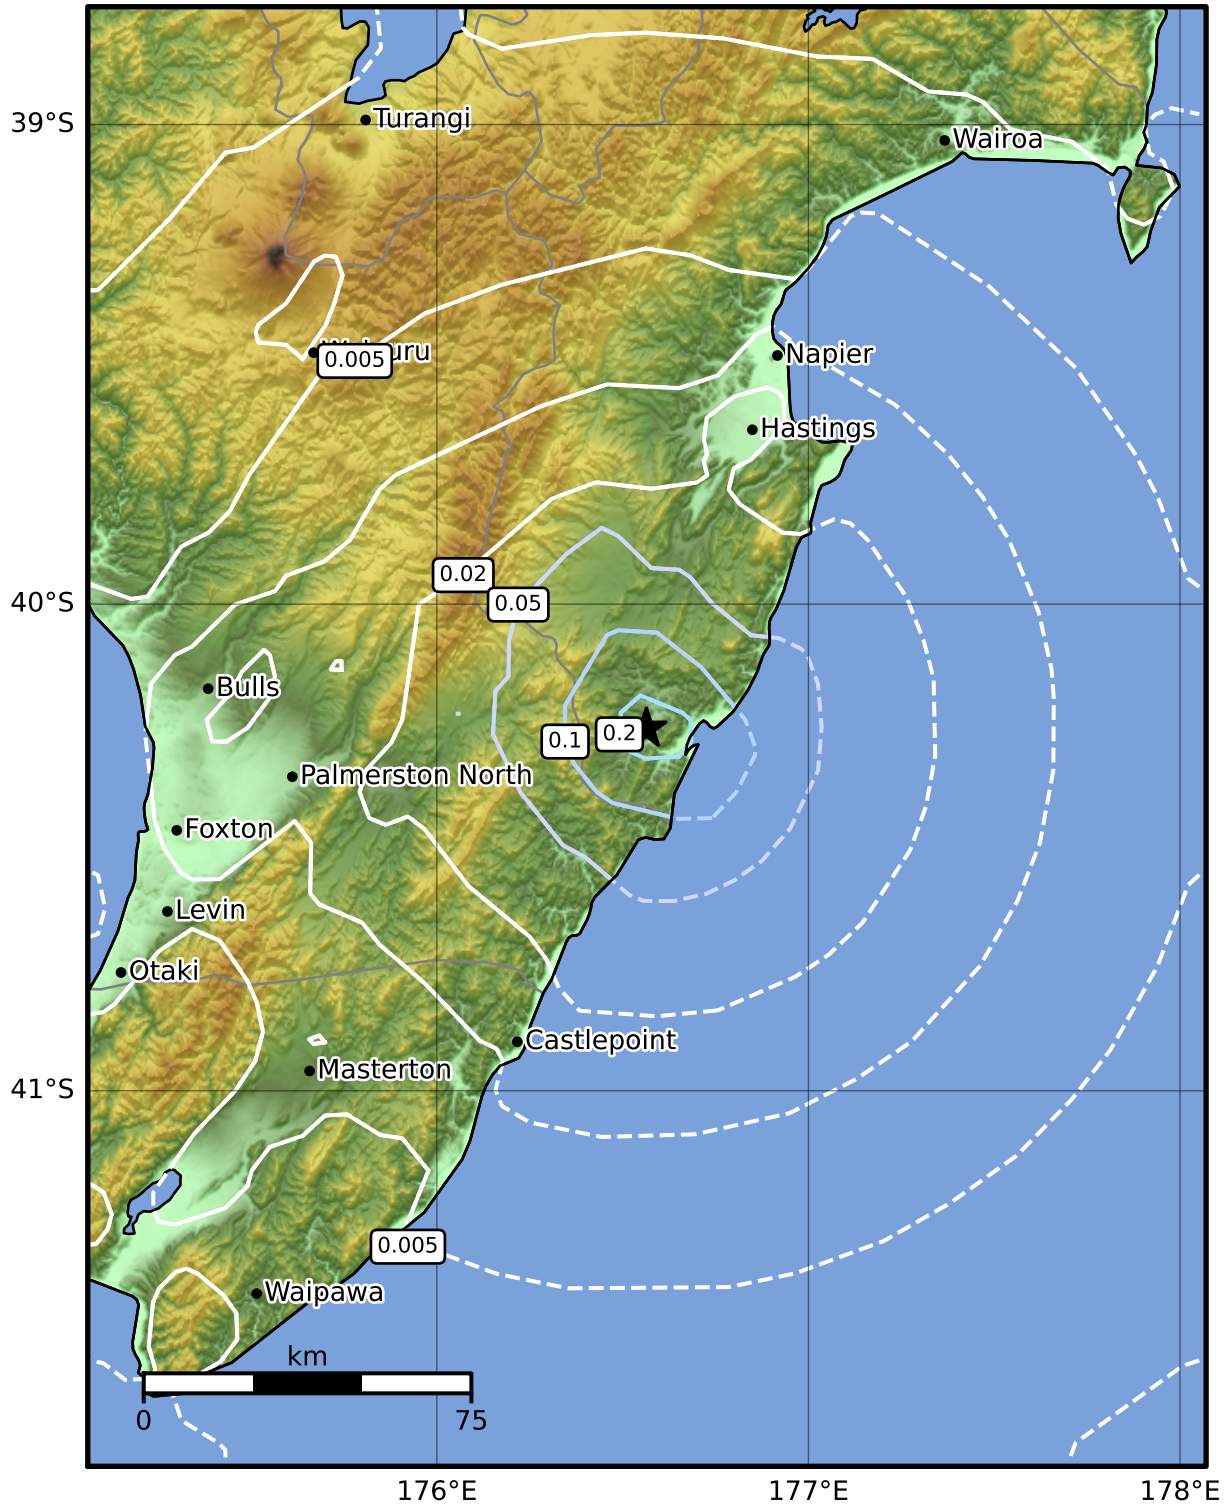 39°S
Turangi
Wairoa
0.005
Napier
Hastings
0.02
0.05
40°S
Bulls
0.1
0.2
Palmerston North
Foxton
Levin
Otaki
Castlepoint
Masterton
41°S
0.005
Waipawa
km
0
75
176°E
177°E
178°E